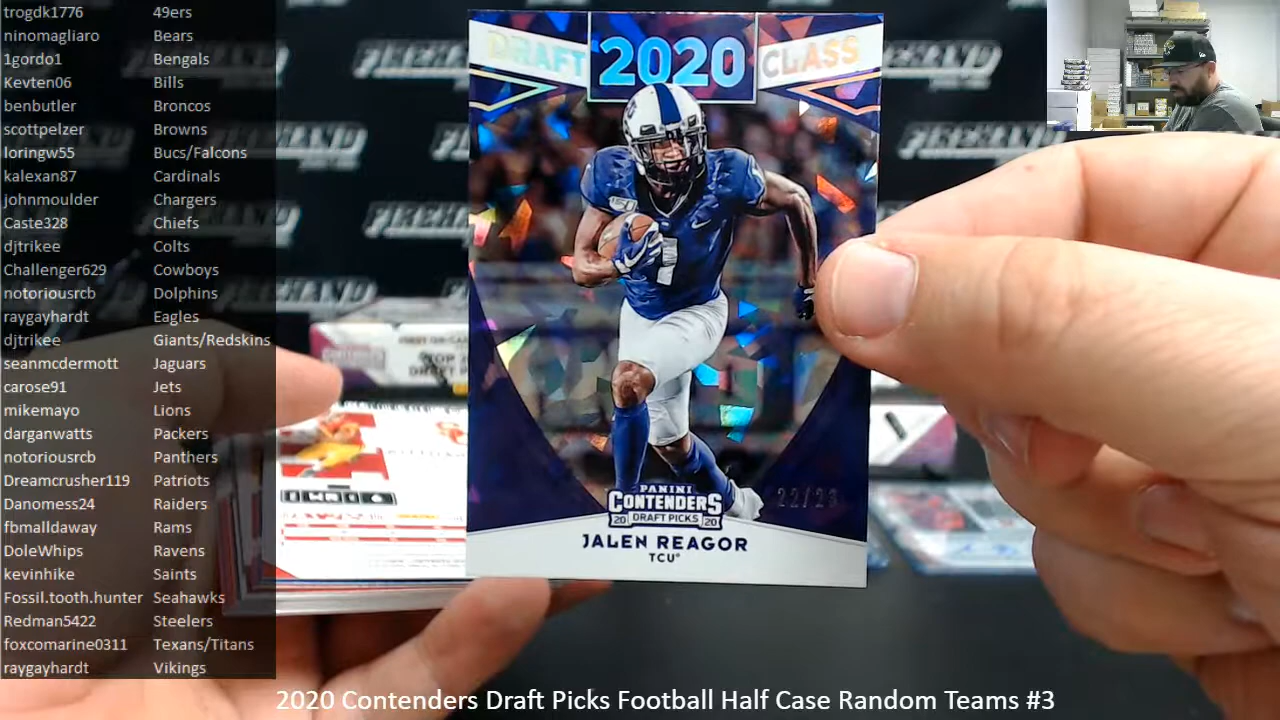 trogdk1776 49ers
ninomagliaro Bears
1gordo1 Bengals
Kevten06 Bills
benbutler Broncos
scottpelzer Browns
loringw55 Bucs/Falcons
kalexan87 Cardinals
johnmoulder Chargers
Caste328 Chiefs
djtrikee Colts
Challenger629 Cowboys
notoriousrcb Dolphins
raygayhardt Eagles
djtrikee Giants/Redskins
seanmcdermott Jaguars
carose91 Jets
mikemayo Lions
darganwatts Packers
notoriousrcb Panthers
Dreamcrusher119 Patriots
Danomess24 Raiders
fbmalldaway Rams
DoleWhips Ravens
kevinhike Saints
Fossil.tooth.hunter Seahawks
Redman5422 Steelers
foxcomarine0311 Texans/Titans
raygayhardt Vikings
DRAFT 2020 CLASS
1
PANINI
CONTENDERS
20 DRAFT PICKS 20
JALEN REAGOR
TCU
2020 Contenders Draft Picks Football Half Case Random Teams #3